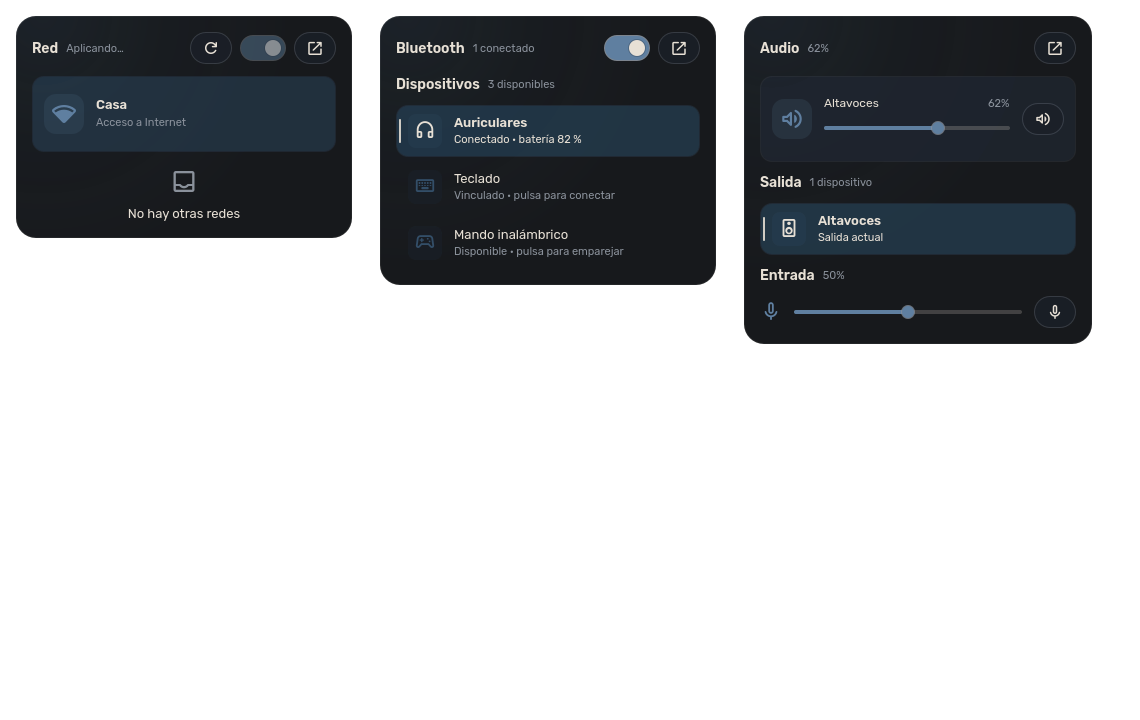 Red Aplicando...
Casa
Acceso a Internet
No hay otras redes
Bluetooth 1 conectado
Dispositivos 3 disponibles
Auriculares
Conectado • batería 82 %
Teclado
Vinculado • pulsa para conectar
Mando inalámbrico
Disponible • pulsa para emparejar
Audio 62%
Altavoces 62%
Salida 1 dispositivo
Altavoces
Salida actual
Entrada 50%